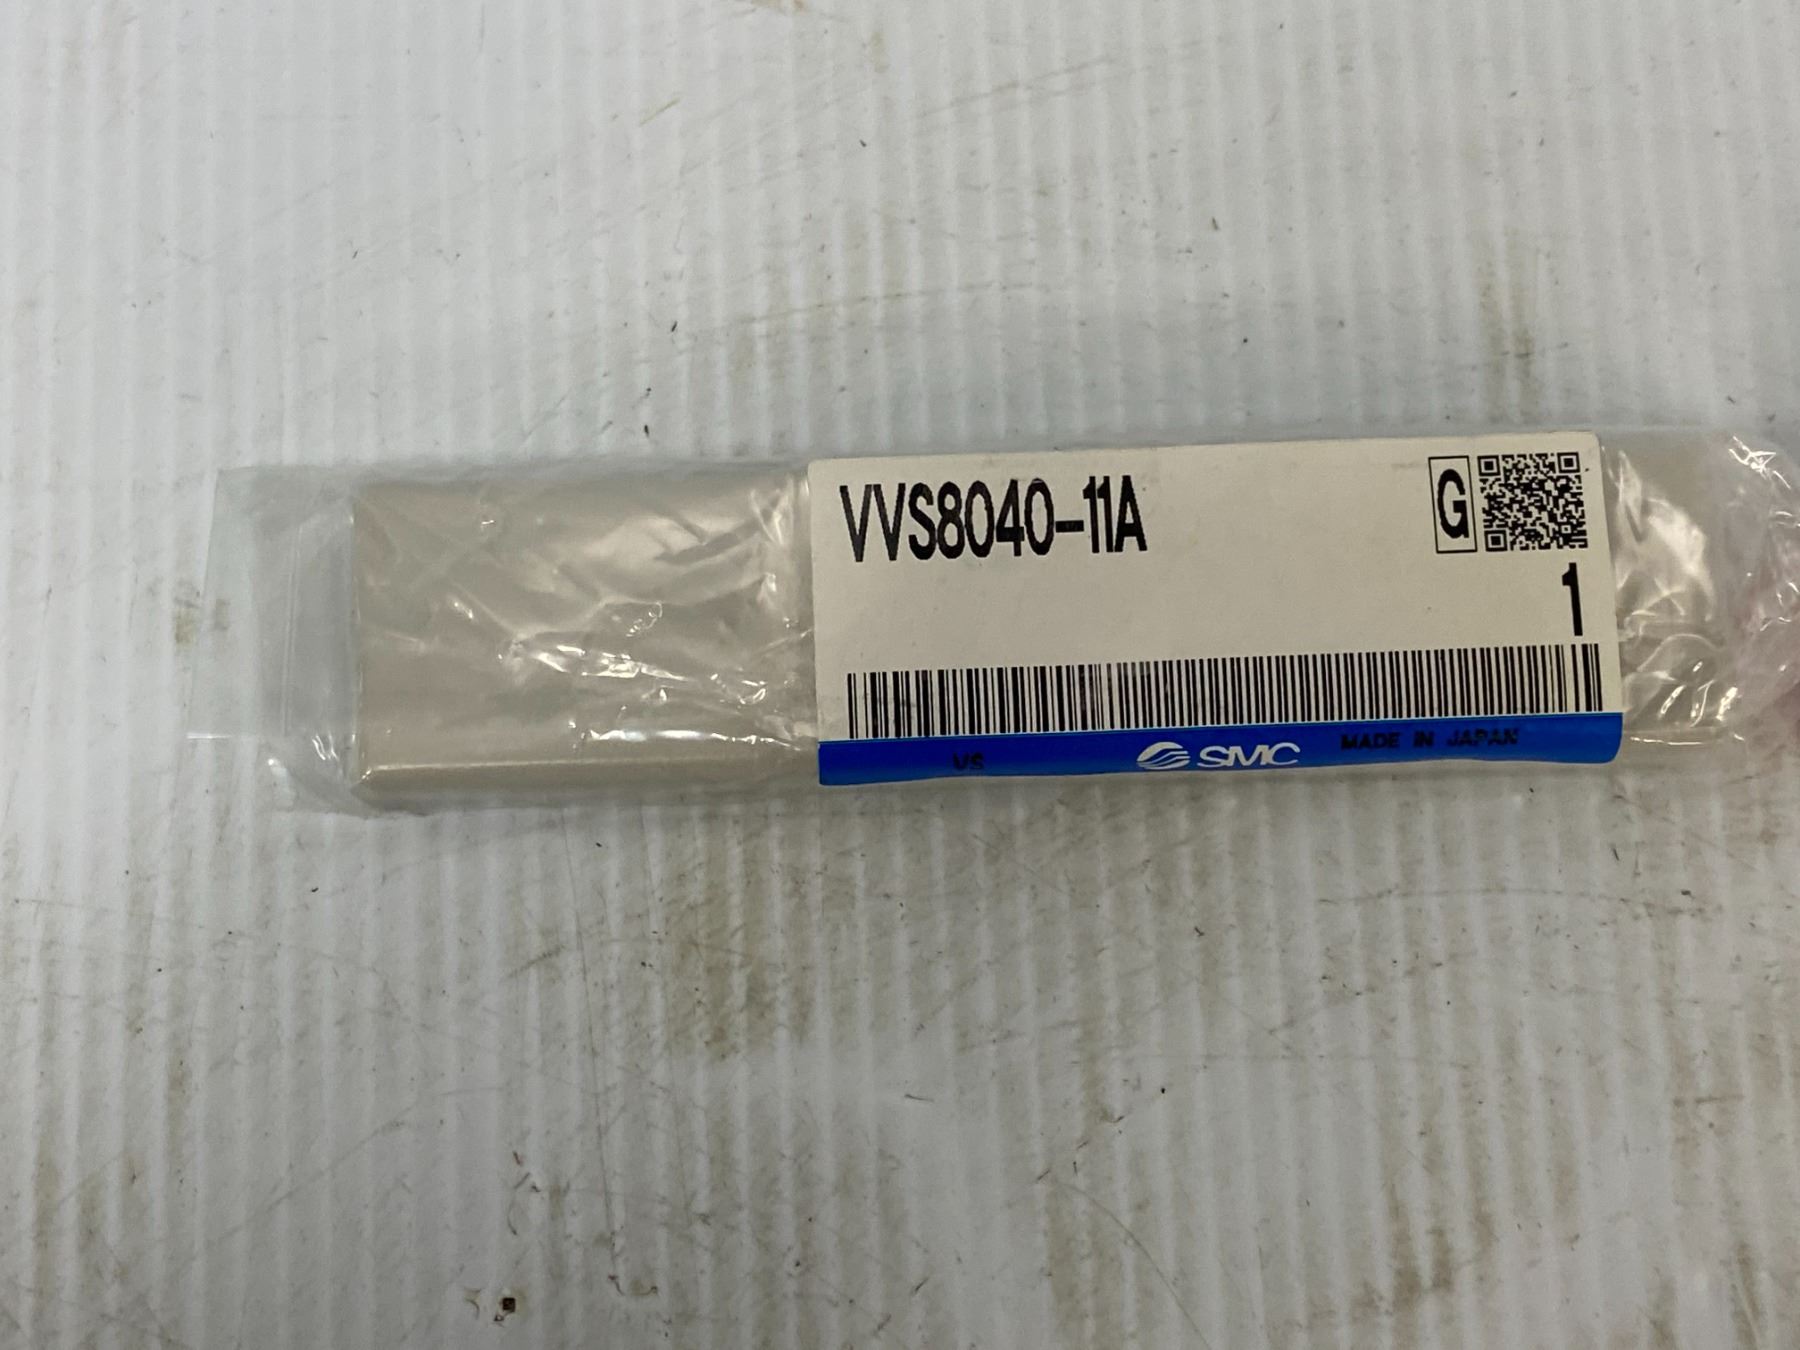 VVS8040-11A
G
1
VS SMC MADE IN JAPAN